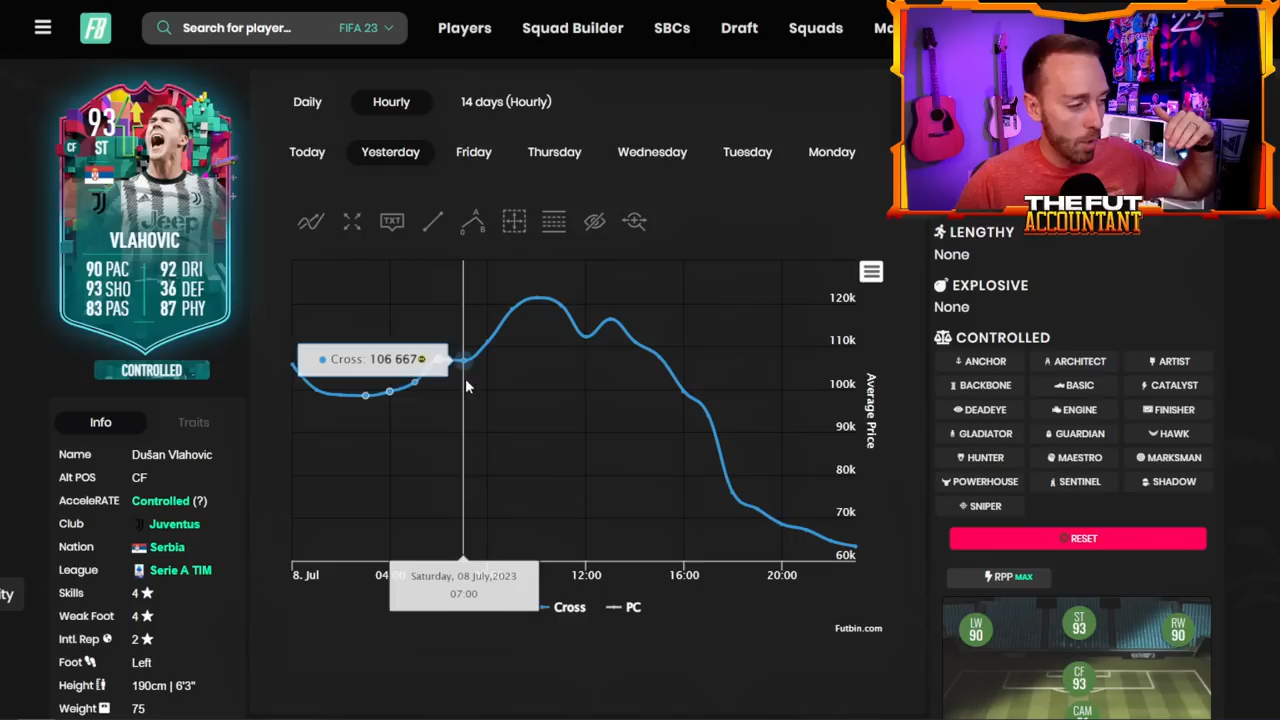 FB
Search for player...
FIFA 23
Players
Squad Builder
SBCs
Draft
Squads
Ma
Daily
Hourly
14 days (Hourly)
Today
Yesterday
Friday
Thursday
Wednesday
Tuesday
Monday
93
ST
CF
Jeep
VLAHOVIC
90 PAC
92 DRI
93 SHO
36 DEF
83 PAS
87 PHY
CONTROLLED
Info
Traits
Name
Dušan Vlahovic
Alt POS
CF
AcceleRATE
Controlled (?)
Club
Juventus
Nation
Serbia
League
Serie A TIM
Skills
4
Weak Foot
4
Intl. Rep
2
Foot
Left
Height
190cm | 6'3"
Weight
75
ty
TXT
A
B
Cross: 106 667
120k
110k
100k
90k
80k
70k
60k
Average Price
8. Jul
04:
12:00
16:00
20:00
Saturday, 08 July,2023
07:00
Cross
PC
Futbin.com
THE FUT
ACCOUNTANT
LENGTHY
None
EXPLOSIVE
None
CONTROLLED
ANCHOR
ARCHITECT
ARTIST
BACKBONE
BASIC
CATALYST
DEADEYE
ENGINE
FINISHER
GLADIATOR
GUARDIAN
HAWK
HUNTER
MAESTRO
MARKSMAN
POWERHOUSE
SENTINEL
SHADOW
SNIPER
RESET
RPP MAX
LW
90
ST
93
RW
90
CF
93
CAM